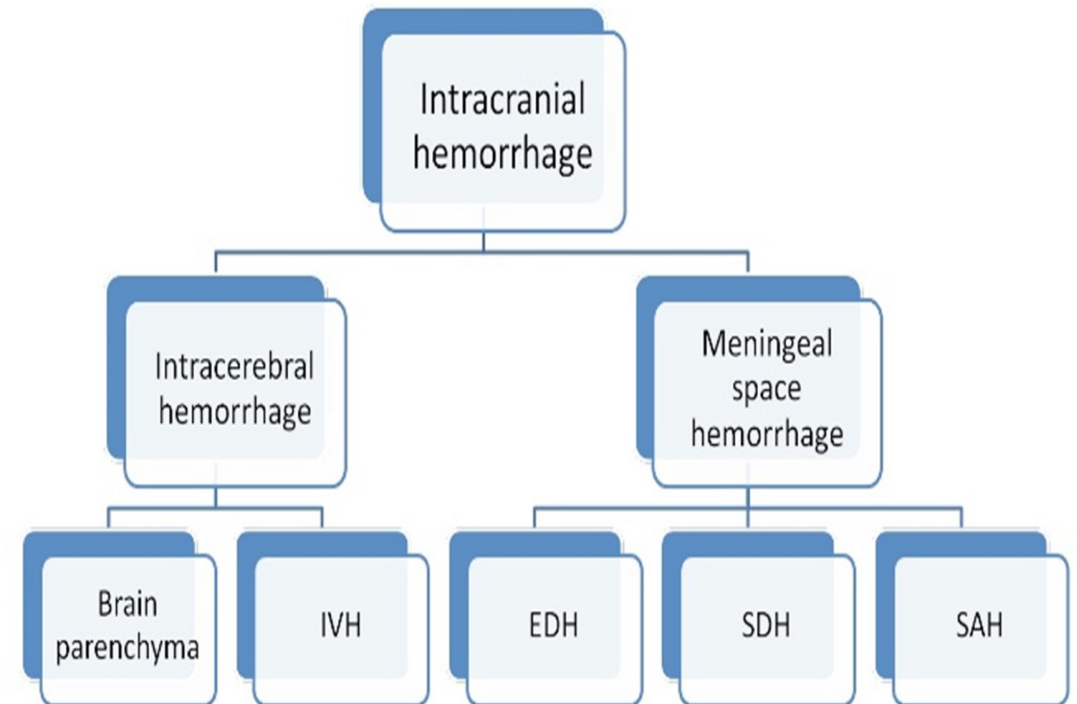 Intracranial
hemorrhage
Intracerebral
hemorrhage
Meningeal
space
hemorrhage
Brain
parenchyma
IVH
EDH
SDH
SAH